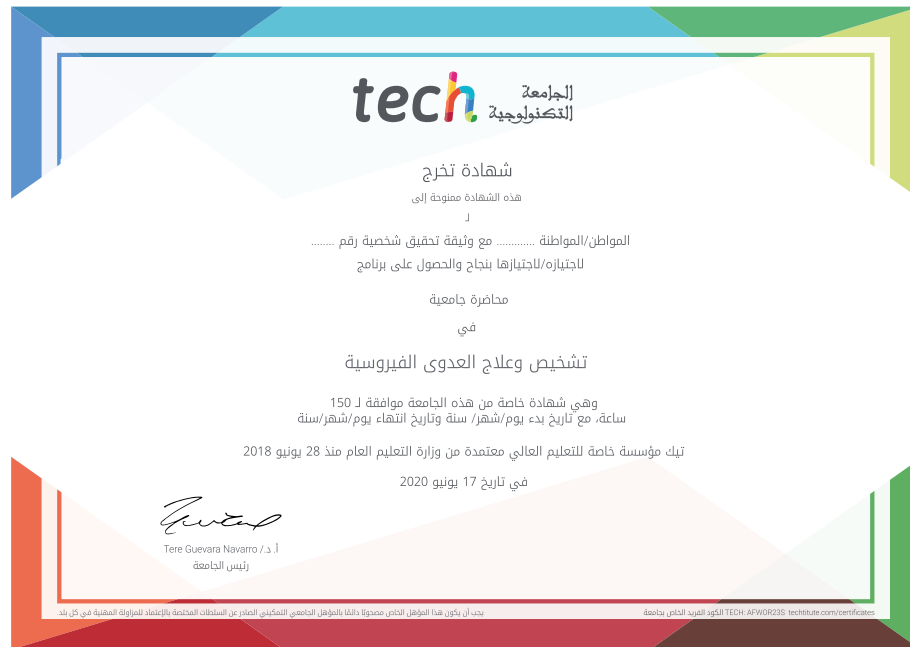 tech الجامعة
التكنولوجية
شهادة تخرج
هذه الشهادة ممنوحة إلى
لـ
المواطن/المواطنة ............. مع وثيقة تحقيق شخصية رقم ........
لاجتيازه/لاجتيازها بنجاح والحصول على برنامج
محاضرة جامعية
في
تشخيص وعلاج العدوى الفيروسية
وهي شهادة خاصة من هذه الجامعة موافقة لـ 150
ساعة، مع تاريخ بدء يوم/شهر/ سنة وتاريخ انتهاء يوم/شهر/سنة
تيك مؤسسة خاصة للتعليم العالي معتمدة من وزارة التعليم العام منذ 28 يونيو 2018
في تاريخ 17 يونيو 2020
أ. د./ Tere Guevara Navarro
رئيس الجامعة
يجب أن يكون هذا المؤهل الخاص مصحوبًا دائمًا بالمؤهل الجامعي التمكيني الصادر عن السلطات المختصة بالإعتماد للمزاولة المهنية في كل بلد.
الكود الفريد الخاص بجامعة TECH: AFWOR23S techtitute.com/certificates